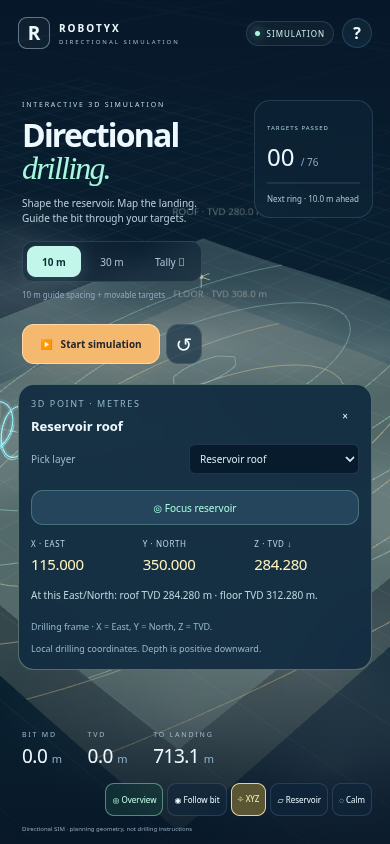 R
ROBOTYX
DIRECTIONAL SIMULATION
SIMULATION
?
INTERACTIVE 3D SIMULATION
Directional
drilling.
TARGETS PASSED
00 / 76
Next ring · 10.0 m ahead
Shape the reservoir. Map the landing.
Guide the bit through your targets.
ROOF · TVD 280.0
10 m
30 m
Tally
10 m guide spacing + movable targets
FLOOR · TVD 308.0 m
Start simulation
↺
3D POINT · METRES
×
Reservoir roof
Pick layer
Reservoir roof
◎ Focus reservoir
X · EAST
Y · NORTH
Z · TVD ↓
115.000
350.000
284.280
At this East/North: roof TVD 284.280 m · floor TVD 312.280 m.
Drilling frame · X = East, Y = North, Z = TVD.
Local drilling coordinates. Depth is positive downward.
BIT MD
TVD
TO LANDING
0.0 m
0.0 m
713.1 m
◎ Overview
◉ Follow bit
⊹ XYZ
▱ Reservoir
○ Calm
Directional SIM · planning geometry, not drilling instructions